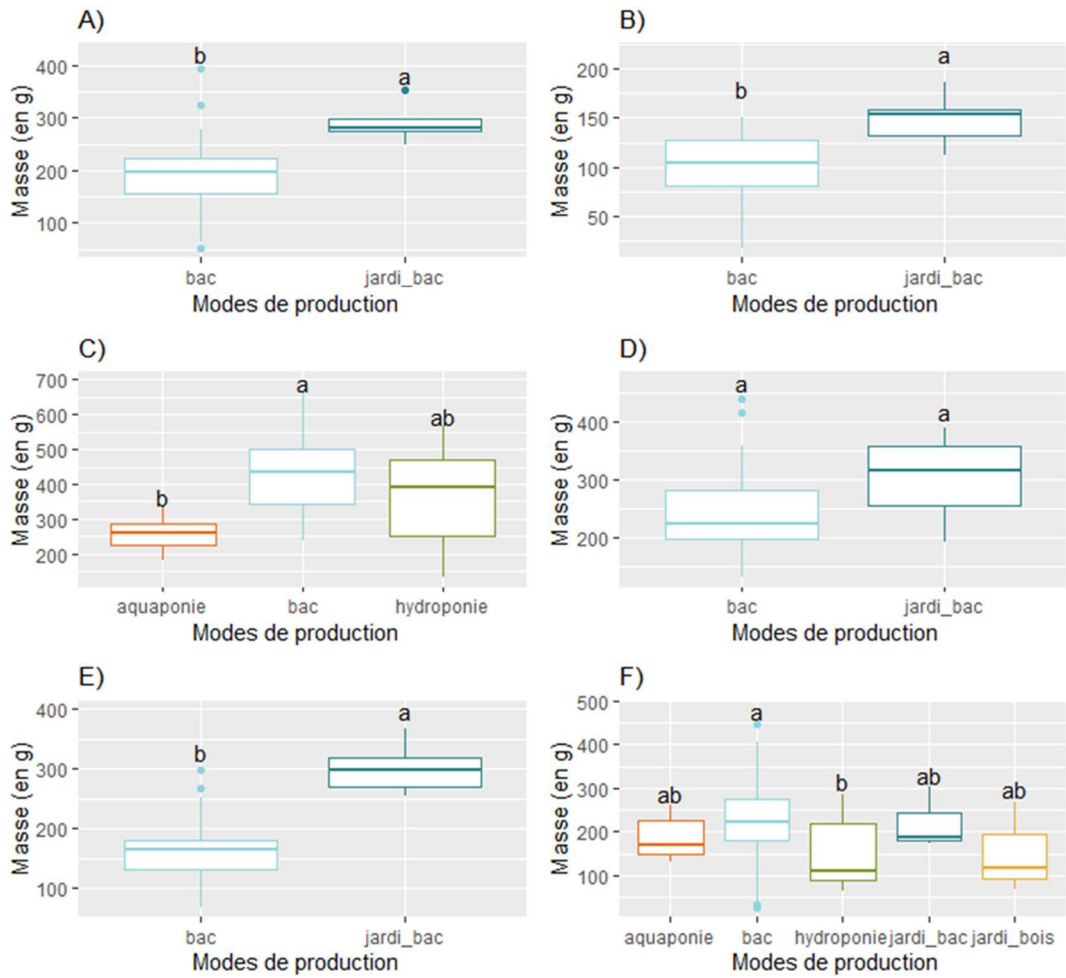 A)
Masse (en g)
400
300
200
100
b
a
bac
jardi_bac
Modes de production
B)
Masse (en g)
200
150
100
50
b
a
bac
jardi_bac
Modes de production
C)
Masse (en g)
700
600
500
400
300
200
b
a
ab
aquaponie
bac
hydroponie
Modes de production
D)
Masse (en g)
400
300
200
a
a
bac
jardi_bac
Modes de production
E)
Masse (en g)
400
300
200
100
b
a
bac
jardi_bac
Modes de production
F)
Masse (en g)
500
400
300
200
100
ab
a
b
ab
ab
aquaponie
bac
hydroponie
jardi_bac
jardi_bois
Modes de production